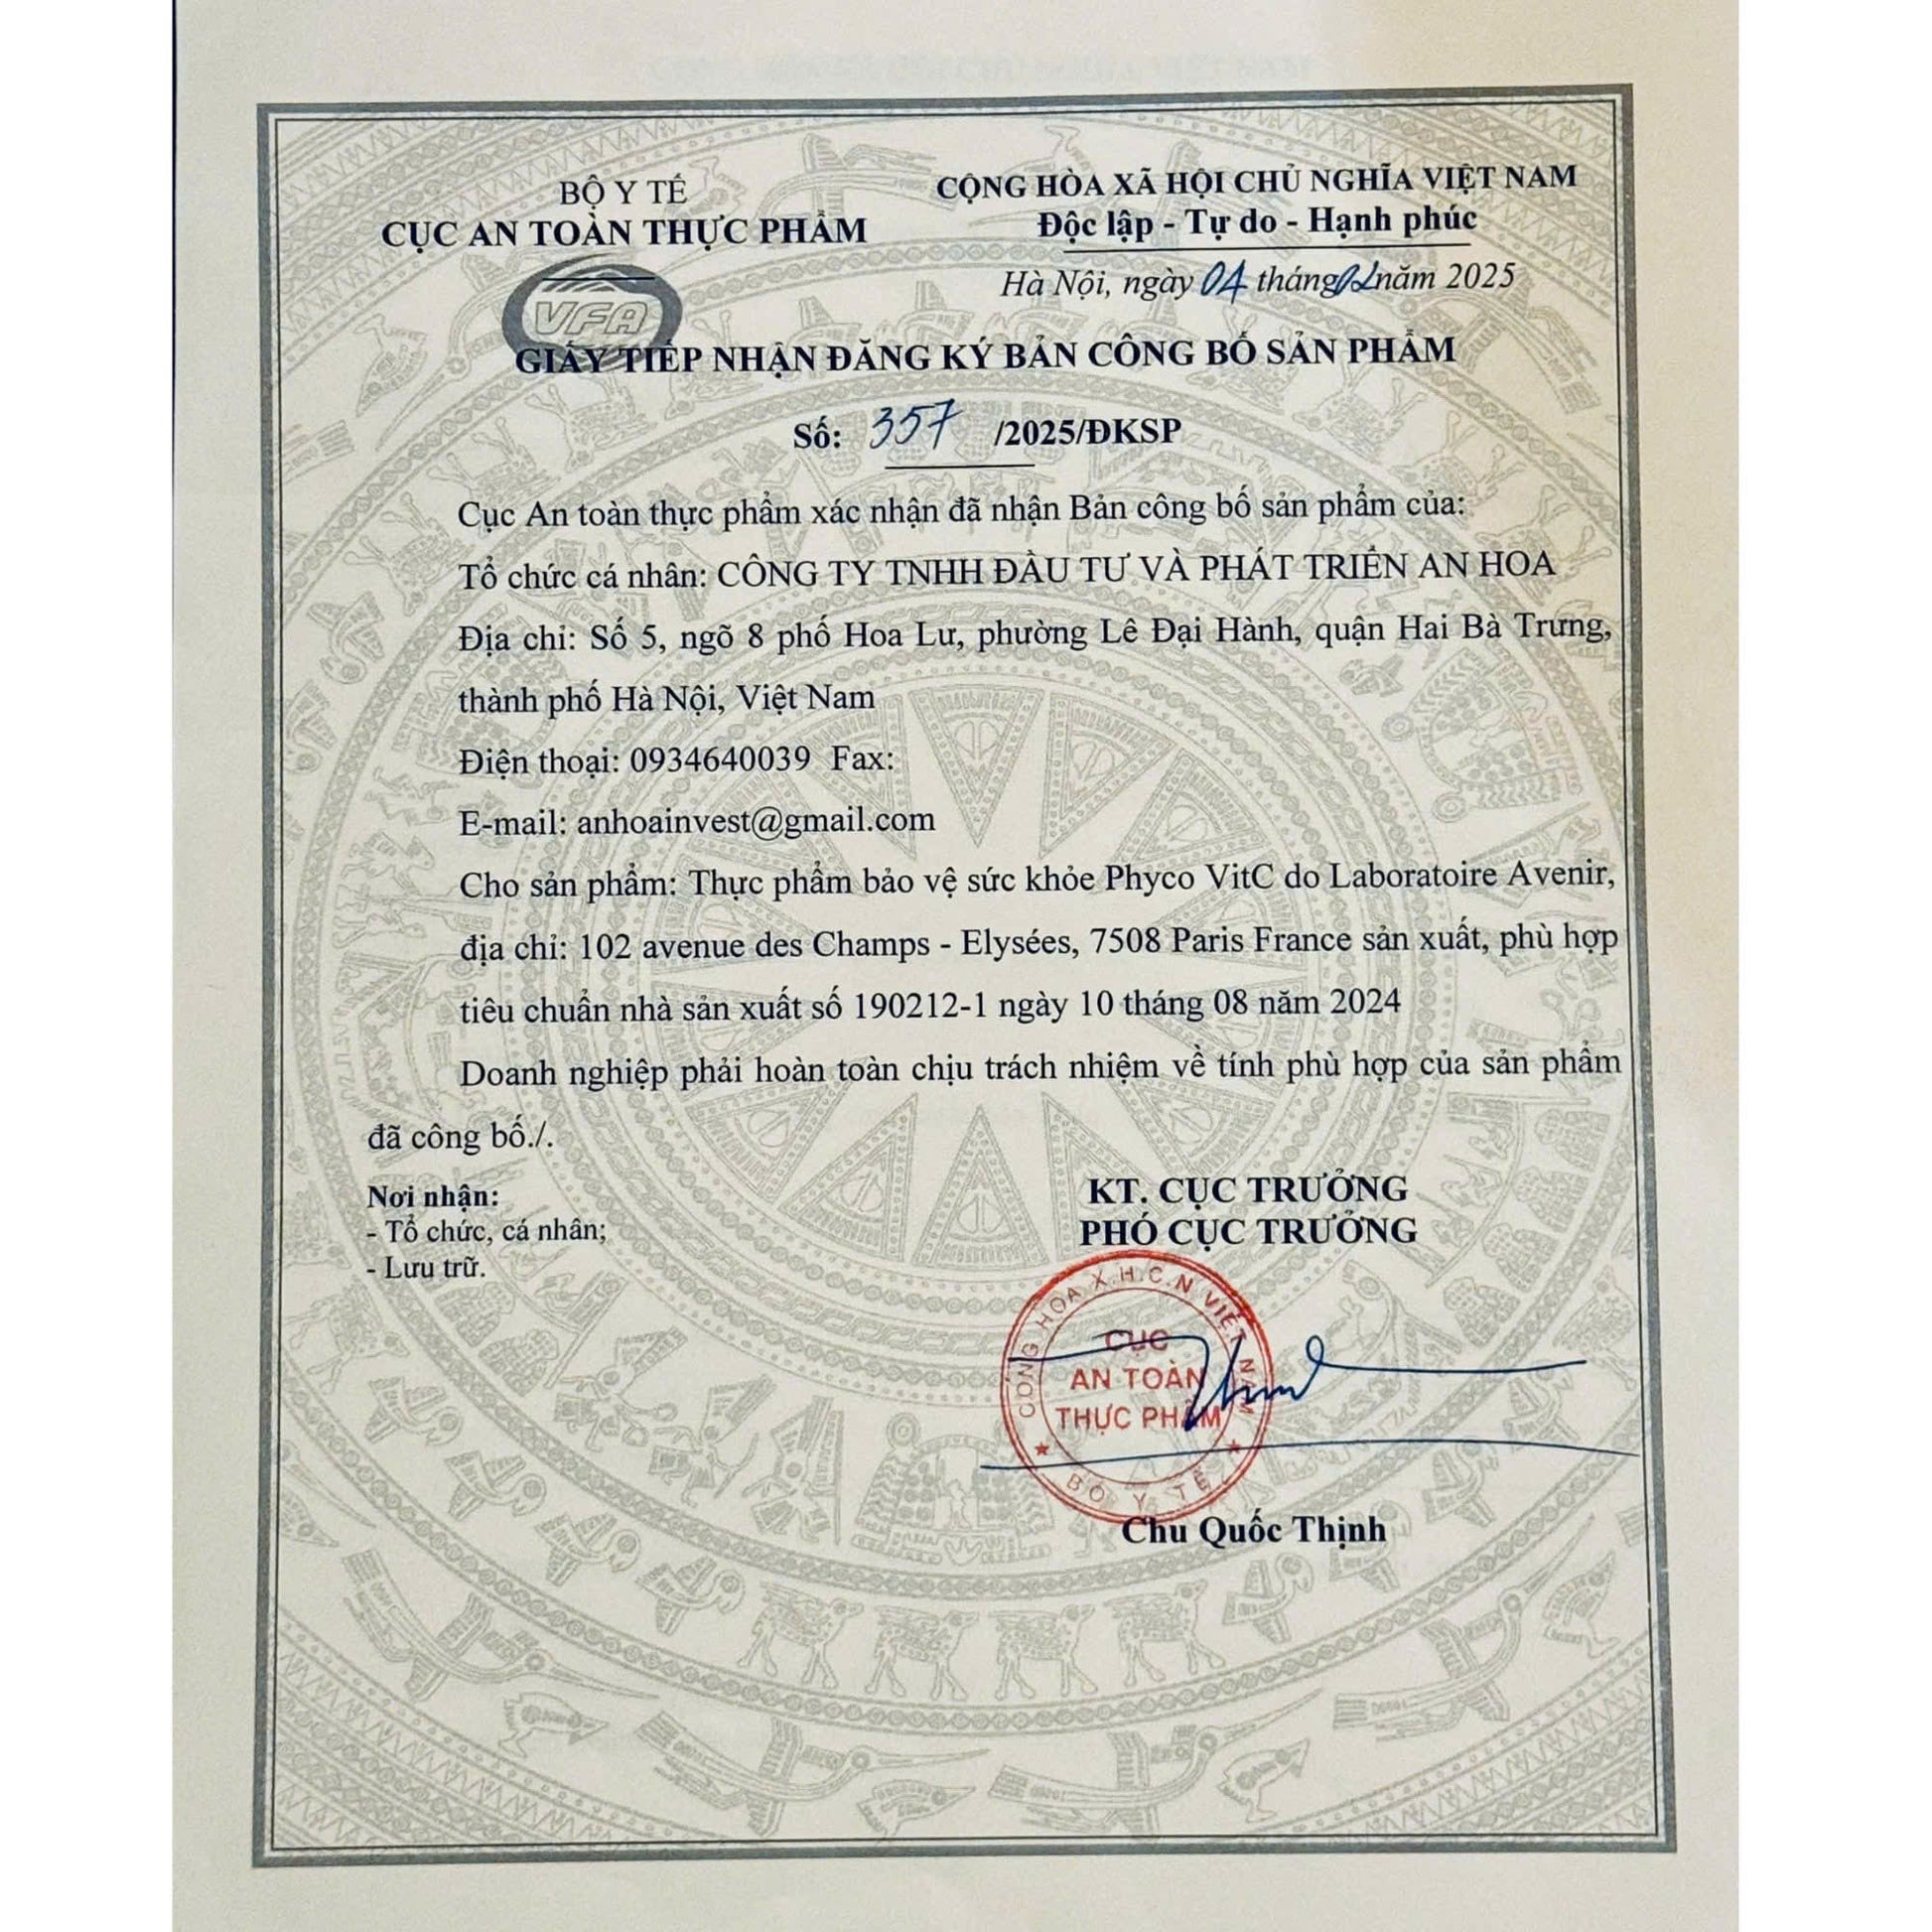 BỘ Y TẾ
CỤC AN TOÀN THỰC PHẨM
CỘNG HÒA XÃ HỘI CHỦ NGHĨA VIỆT NAM
Độc lập - Tự do - Hạnh phúc
VFA
Hà Nội, ngày 04 tháng 02 năm 2025
GIẤY TIẾP NHẬN ĐĂNG KÝ BẢN CÔNG BỐ SẢN PHẨM
Số: 357 /2025/ĐKSP
Cục An toàn thực phẩm xác nhận đã nhận Bản công bố sản phẩm của:
Tổ chức cá nhân: CÔNG TY TNHH ĐẦU TƯ VÀ PHÁT TRIỂN AN HOA
Địa chỉ: Số 5, ngõ 8 phố Hoa Lư, phường Lê Đại Hành, quận Hai Bà Trưng,
thành phố Hà Nội, Việt Nam
Điện thoại: 0934640039 Fax:
E-mail: anhoainvest@gmail.com
Cho sản phẩm: Thực phẩm bảo vệ sức khỏe Phyco VitC do Laboratoire Avenir,
địa chỉ: 102 avenue des Champs - Elysées, 7508 Paris France sản xuất, phù hợp
tiêu chuẩn nhà sản xuất số 190212-1 ngày 10 tháng 08 năm 2024
Doanh nghiệp phải hoàn toàn chịu trách nhiệm về tính phù hợp của sản phẩm
đã công bố./.
Nơi nhận:
- Tổ chức, cá nhân;
- Lưu trữ.
KT. CỤC TRƯỞNG
PHÓ CỤC TRƯỞNG
CỘNG HÒA X.H.C.N VIỆT NAM
CỤC
AN TOÀN
THỰC PHẨM
BỘ Y TẾ
Chu Quốc Thịnh